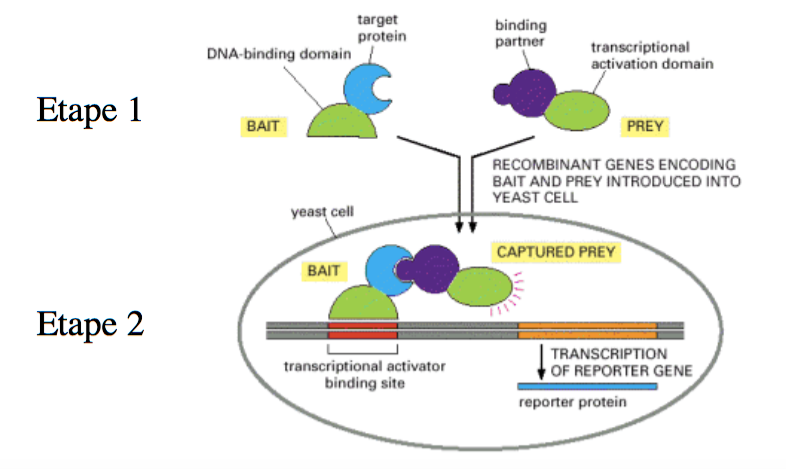 target
protein
DNA-binding domain
binding
partner
transcriptional
activation domain
Etape 1
BAIT
PREY
RECOMBINANT GENES ENCODING
BAIT AND PREY INTRODUCED INTO
YEAST CELL
yeast cell
BAIT
CAPTURED PREY
Etape 2
transcriptional activator
binding site
TRANSCRIPTION
OF REPORTER GENE
reporter protein